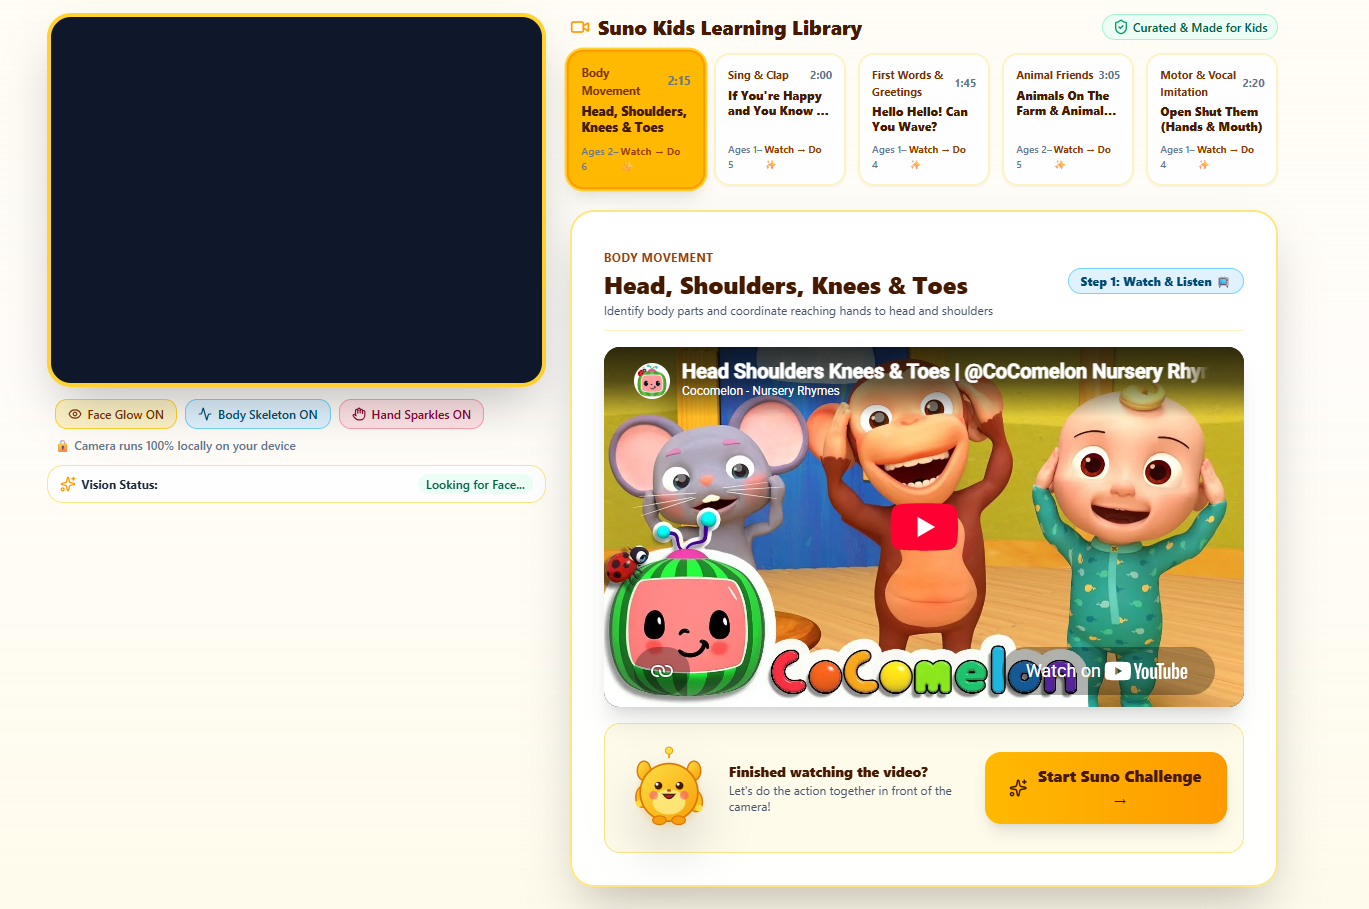 Suno Kids Learning Library
Curated & Made for Kids
Body
Movement
2:15
Head, Shoulders,
Knees & Toes
Ages 2–
6
Watch → Do
✨
Sing & Clap
2:00
If You're Happy
and You Know ...
Ages 1–
5
Watch → Do
✨
First Words &
Greetings
1:45
Hello Hello! Can
You Wave?
Ages 1–
4
Watch → Do
✨
Animal Friends
3:05
Animals On The
Farm & Animal...
Ages 2–
5
Watch → Do
✨
Motor & Vocal
Imitation
2:20
Open Shut Them
(Hands & Mouth)
Ages 1–
4
Watch → Do
✨
Face Glow ON
Body Skeleton ON
Hand Sparkles ON
🔒 Camera runs 100% locally on your device
Vision Status:
Looking for Face...
BODY MOVEMENT
Head, Shoulders, Knees & Toes
Identify body parts and coordinate reaching hands to head and shoulders
Step 1: Watch & Listen 📺
Head Shoulders Knees & Toes | @CoComelon Nursery Rhy
Cocomelon - Nursery Rhymes
CoComelon
Watch on YouTube
Finished watching the video?
Let's do the action together in front of the
camera!
Start Suno Challenge
→